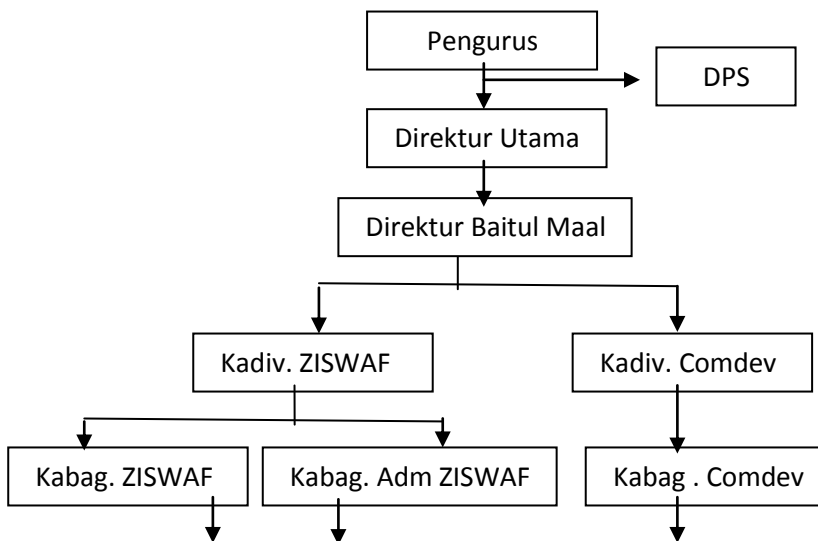 Pengurus
DPS
Direktur Utama
Direktur Baitul Maal
Kadiv. ZISWAF
Kadiv. Comdev
Kabag. ZISWAF
Kabag. Adm ZISWAF
Kabag . Comdev